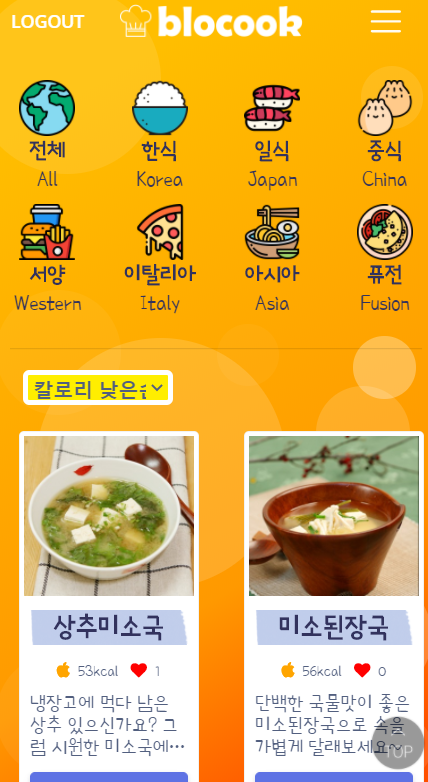 LOGOUT blocook
전체 한식 일식 중식
All Korea Japan China
서양 이탈리아 아시아 퓨전
Western Italy Asia Fusion
칼로리 낮은
상추미소국 미소된장국
53kcal 1 56kcal 0
냉장고에 먹다 남은 단백한 국물맛이 좋은
상추 있으신가요? 그 미소된장국으로 속을
럼 시원한 미소국에… 가볍게 달래보세요~
TOP